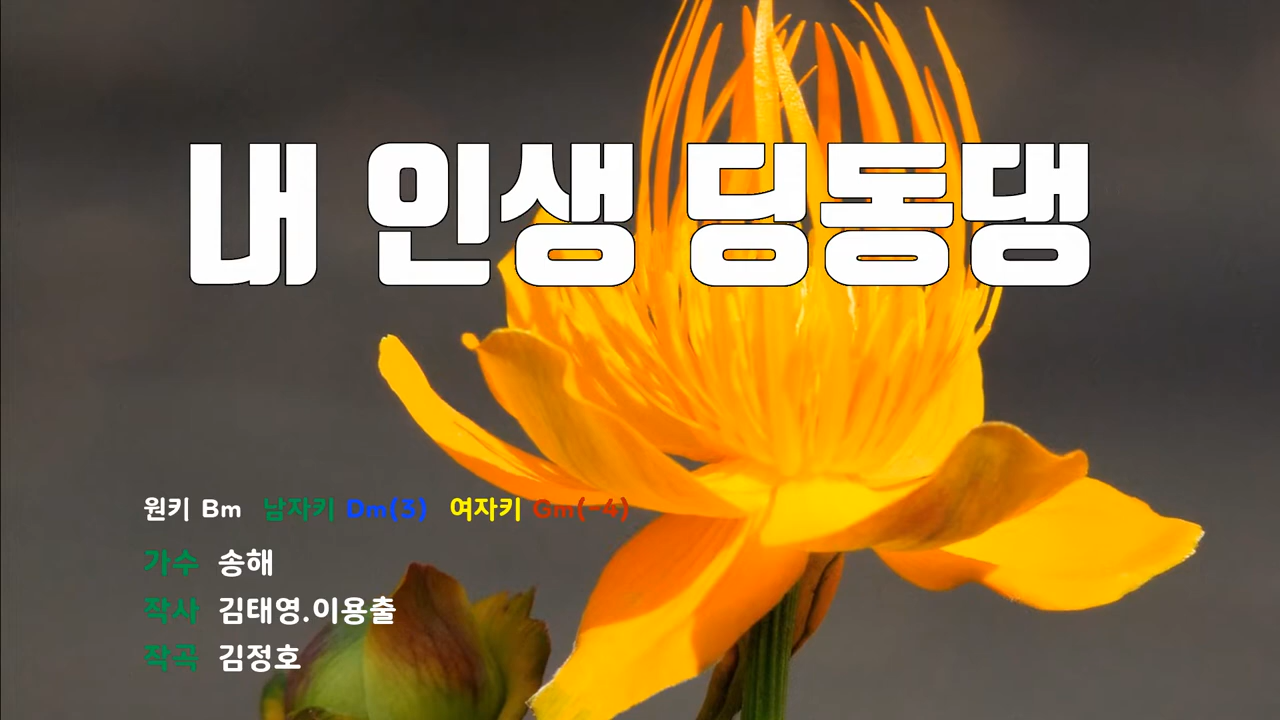 내 인생 딩동댕
원키 Bm 남자키 Dm(3) 여자키 Gm(-4)
가수 송해
작사 김태영.이용출
작곡 김정호